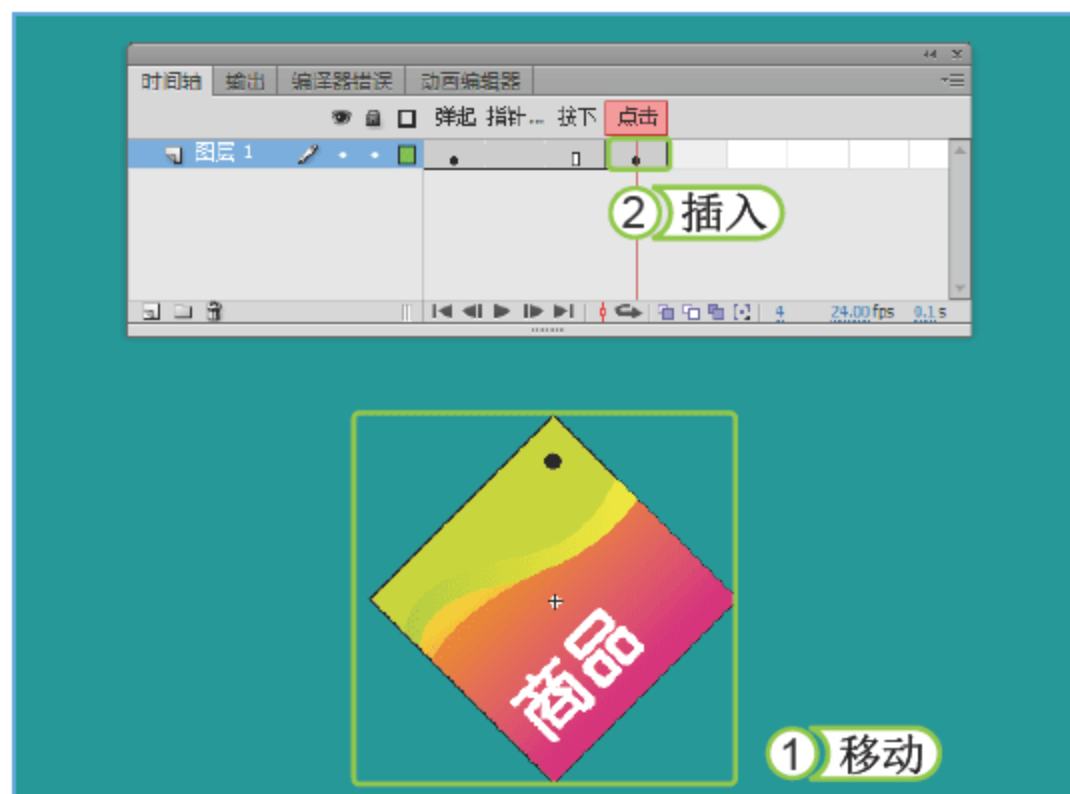 时间轴 输出 编译器错误 动画编辑器
弹起 指针... 按下 点击
图层 1
2 插入
4 24.00 fps 0.1 s
商品
1 移动